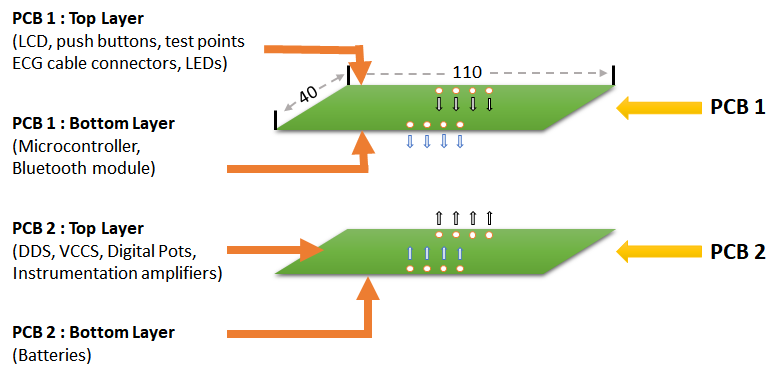 PCB 1 : Top Layer
(LCD, push buttons, test points
ECG cable connectors, LEDs)
110
40
PCB 1
PCB 1 : Bottom Layer
(Microcontroller,
Bluetooth module)
PCB 2 : Top Layer
(DDS, VCCS, Digital Pots,
Instrumentation amplifiers)
PCB 2
PCB 2 : Bottom Layer
(Batteries)